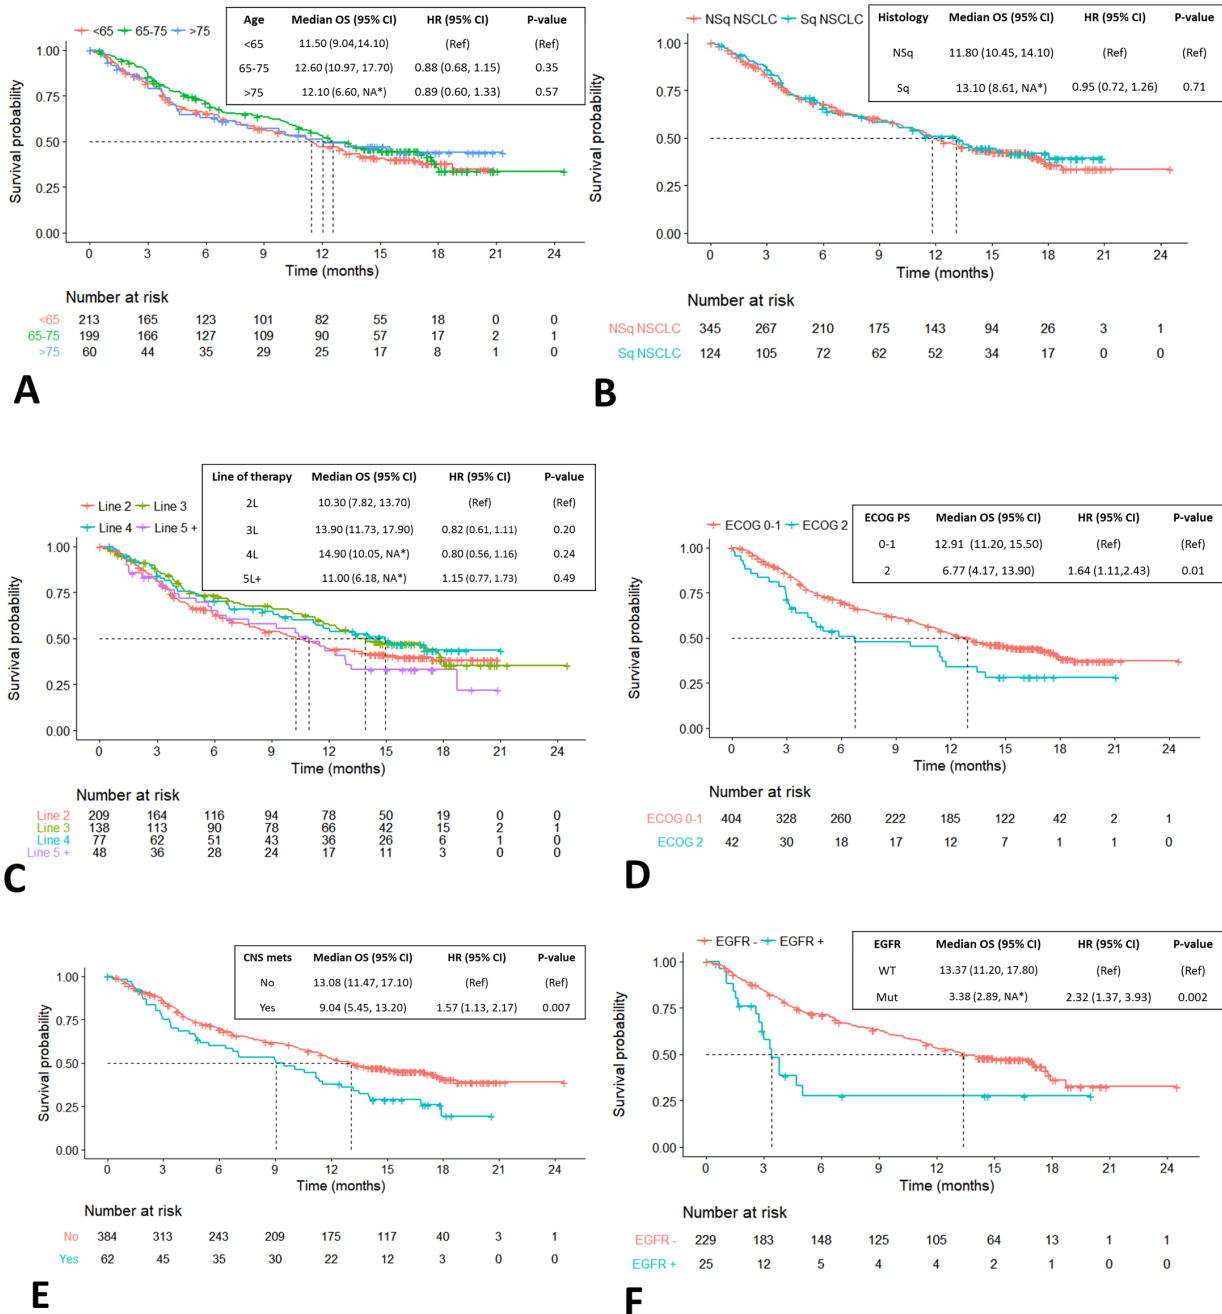 Age Median OS (95% CI) HR (95% CI) P-value
<65 11.50 (9.04,14.10) (Ref) (Ref)
65-75 12.60 (10.97, 17.70) 0.88 (0.68, 1.15) 0.35
>75 12.10 (6.60, NA*) 0.89 (0.60, 1.33) 0.57
<65 65-75 >75
Survival probability
1.00
0.75
0.50
0.25
0.00
0 3 6 9 12 15 18 21 24
Time (months)
Number at risk
<65 213 165 123 101 82 55 18 0 0
65-75 199 166 127 109 90 57 17 2 1
>75 60 44 35 29 25 17 8 1 0
A
NSq NSCLC Sq NSCLC
Histology Median OS (95% CI) HR (95% CI) P-value
NSq 11.80 (10.45, 14.10) (Ref) (Ref)
Sq 13.10 (8.61, NA*) 0.95 (0.72, 1.26) 0.71
Survival probability
1.00
0.75
0.50
0.25
0.00
0 3 6 9 12 15 18 21 24
Time (months)
Number at risk
NSq NSCLC 345 267 210 175 143 94 26 3 1
Sq NSCLC 124 105 72 62 52 34 17 0 0
B
Line of therapy Median OS (95% CI) HR (95% CI) P-value
2L 10.30 (7.82, 13.70) (Ref) (Ref)
3L 13.90 (11.73, 17.90) 0.82 (0.61, 1.11) 0.20
4L 14.90 (10.05, NA*) 0.80 (0.56, 1.16) 0.24
5L+ 11.00 (6.18, NA*) 1.15 (0.77, 1.73) 0.49
Line 2 Line 3
Line 4 Line 5 +
Survival probability
1.00
0.75
0.50
0.25
0.00
0 3 6 9 12 15 18 21 24
Time (months)
Number at risk
Line 2 209 164 116 94 78 50 19 0 0
Line 3 138 113 90 78 66 42 15 2 1
Line 4 77 62 51 43 36 26 6 1 0
Line 5 + 48 36 28 24 17 11 3 0 0
C
ECOG 0-1 ECOG 2
ECOG PS Median OS (95% CI) HR (95% CI) P-value
0-1 12.91 (11.20, 15.50) (Ref) (Ref)
2 6.77 (4.17, 13.90) 1.64 (1.11,2.43) 0.01
Survival probability
1.00
0.75
0.50
0.25
0.00
0 3 6 9 12 15 18 21 24
Time (months)
Number at risk
ECOG 0-1 404 328 260 222 185 122 42 2 1
ECOG 2 42 30 18 17 12 7 1 1 0
D
CNS mets Median OS (95% CI) HR (95% CI) P-value
No 13.08 (11.47, 17.10) (Ref) (Ref)
Yes 9.04 (5.45, 13.20) 1.57 (1.13, 2.17) 0.007
Survival probability
1.00
0.75
0.50
0.25
0.00
0 3 6 9 12 15 18 21 24
Time (months)
Number at risk
No 384 313 243 209 175 117 40 3 1
Yes 62 45 35 30 22 12 3 0 0
E
EGFR - EGFR +
EGFR Median OS (95% CI) HR (95% CI) P-value
WT 13.37 (11.20, 17.80) (Ref) (Ref)
Mut 3.38 (2.89, NA*) 2.32 (1.37, 3.93) 0.002
Survival probability
1.00
0.75
0.50
0.25
0.00
0 3 6 9 12 15 18 21 24
Time (months)
Number at risk
EGFR - 229 183 148 125 105 64 13 1 1
EGFR + 25 12 5 4 4 2 1 0 0
F